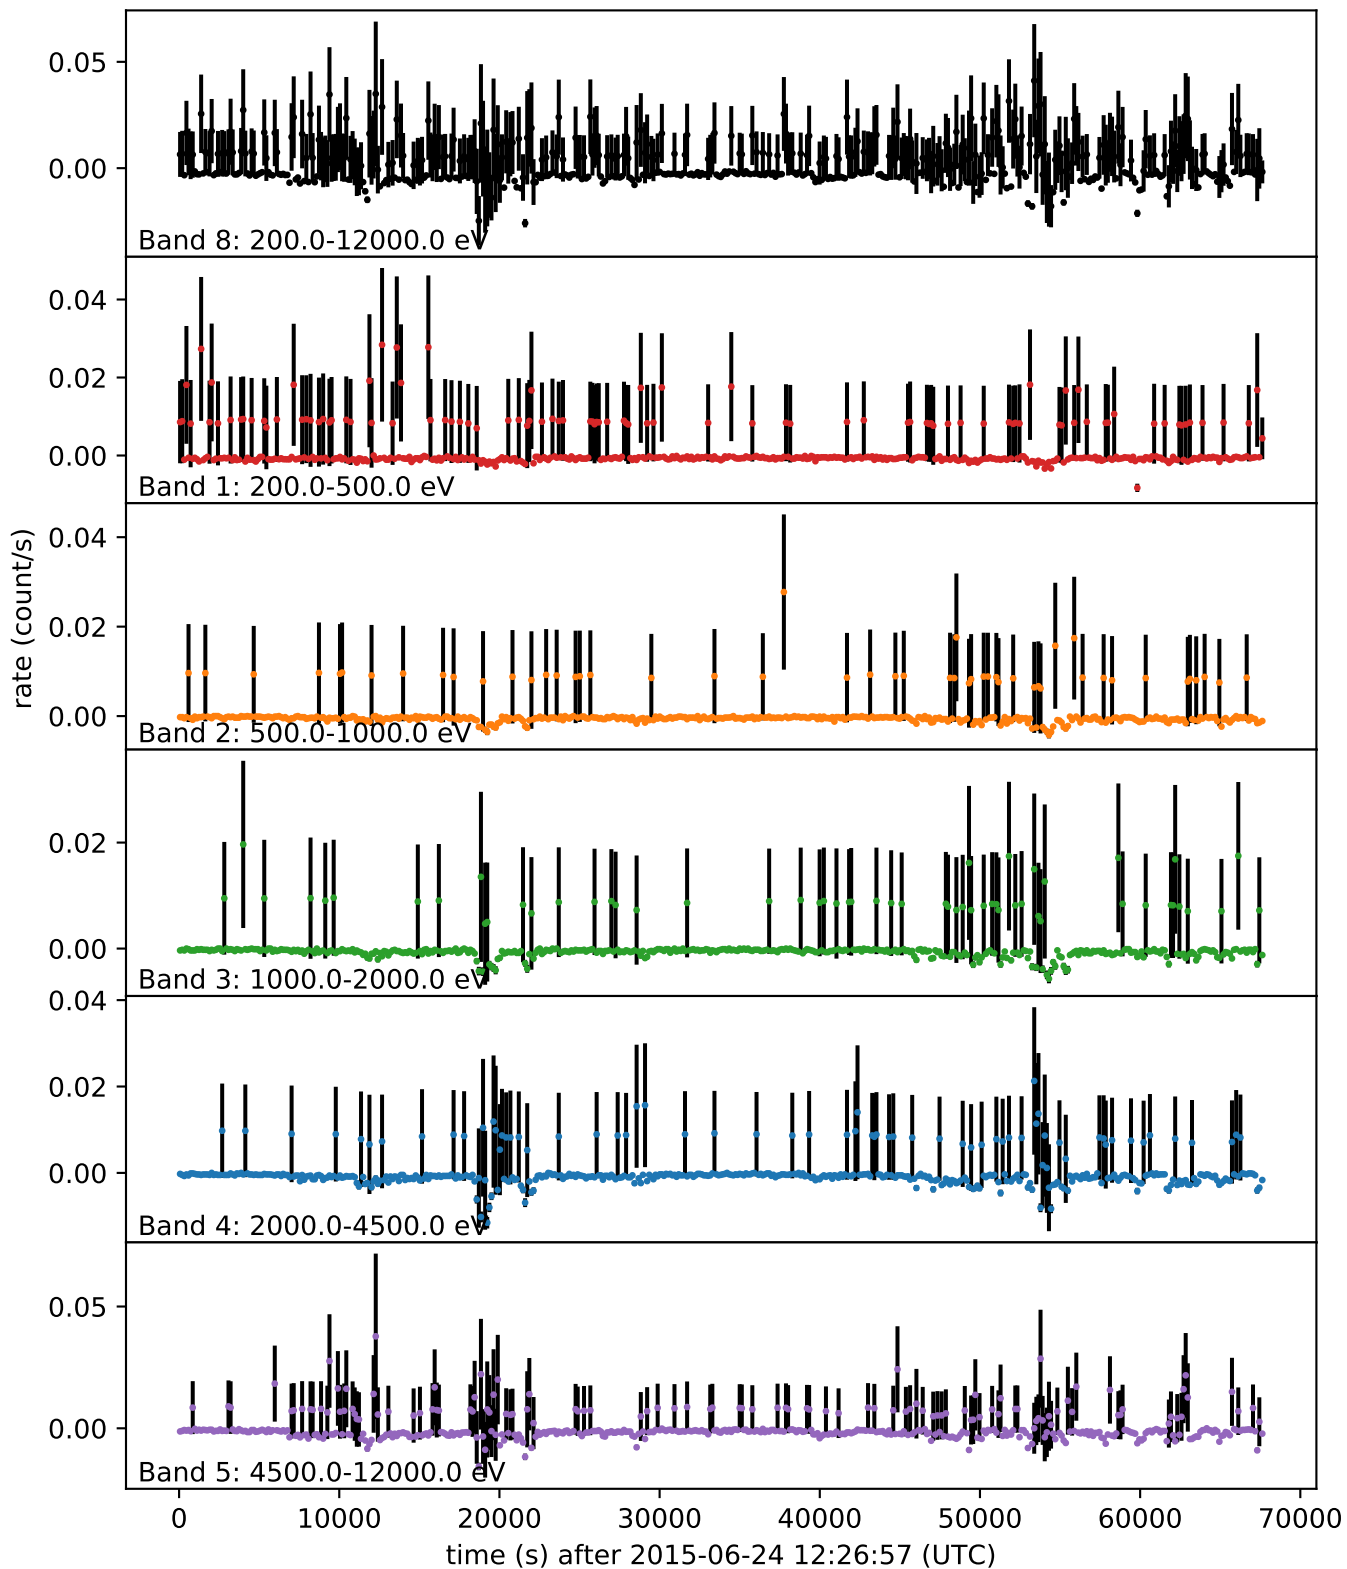 0.05
0.00
Band 8: 200.0-12000.0 eV
0.04
0.02
0.00
Band 1: 200.0-500.0 eV
0.04
0.02
0.00
Band 2: 500.0-1000.0 eV
rate (count/s)
0.02
0.00
Band 3: 1000.0-2000.0 eV
0.04
0.02
0.00
Band 4: 2000.0-4500.0 eV
0.05
0.00
Band 5: 4500.0-12000.0 eV
0 10000 20000 30000 40000 50000 60000 70000
time (s) after 2015-06-24 12:26:57 (UTC)